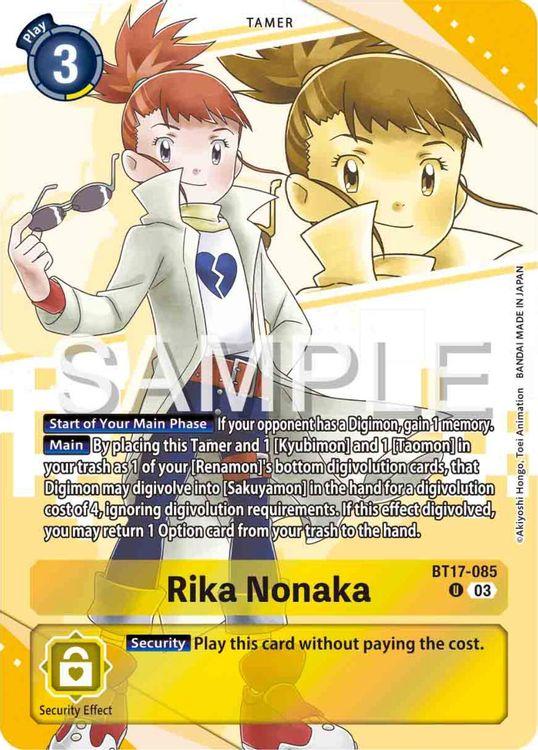 Play
3
TAMER
SAMPLE
[Start of Your Main Phase] If your opponent has a Digimon, gain 1 memory.
[Main] By placing this Tamer and 1 [Kyubimon] and 1 [Taomon] in
your trash as 1 of your [Renamon]'s bottom digivolution cards, that
Digimon may digivolve into [Sakuyamon] in the hand for a digivolution
cost of 4, ignoring digivolution requirements. If this effect digivolved,
you may return 1 Option card from your trash to the hand.
©Akiyoshi Hongo, Toei Animation BANDAI MADE IN JAPAN
BT17-085
Rika Nonaka
U 03
[Security] Play this card without paying the cost.
Security Effect